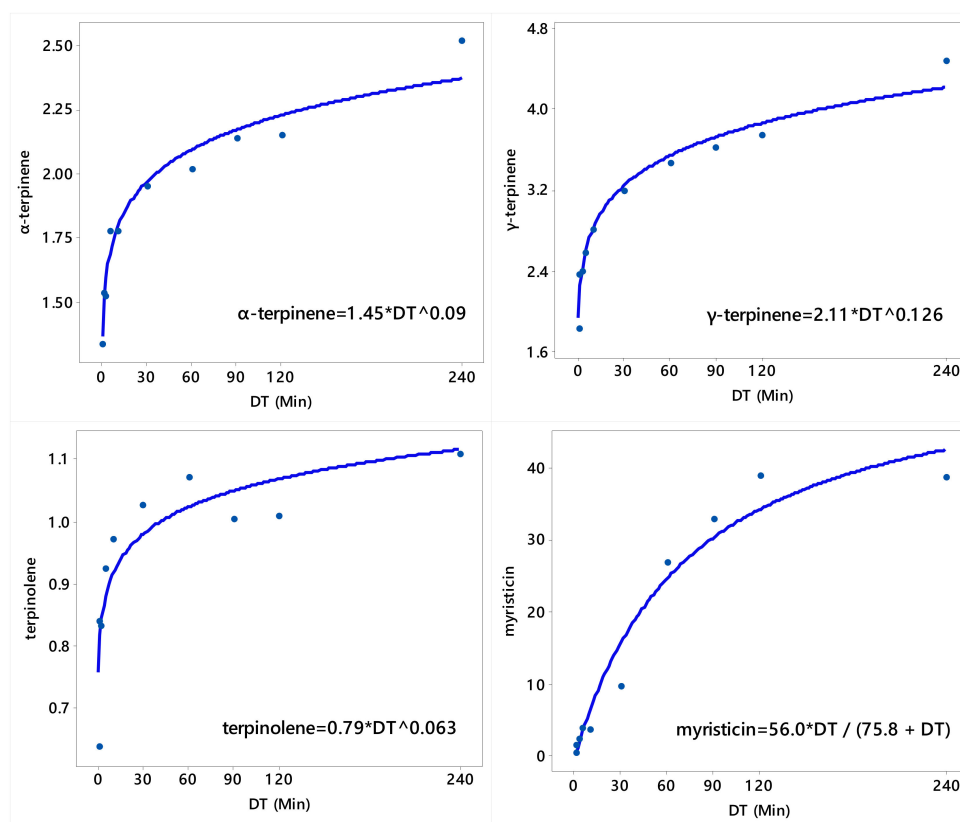 2.50
2.25
2.00
1.75
1.50
α-terpinene
α-terpinene=1.45*DT^0.09
0 30 60 90 120 240
DT (Min)
4.8
4.0
3.2
2.4
1.6
γ-terpinene
γ-terpinene=2.11*DT^0.126
0 30 60 90 120 240
DT (Min)
1.1
1.0
0.9
0.8
0.7
terpinolene
terpinolene=0.79*DT^0.063
0 30 60 90 120 240
DT (Min)
40
30
20
10
0
myristicin
myristicin=56.0*DT / (75.8 + DT)
0 30 60 90 120 240
DT (Min)